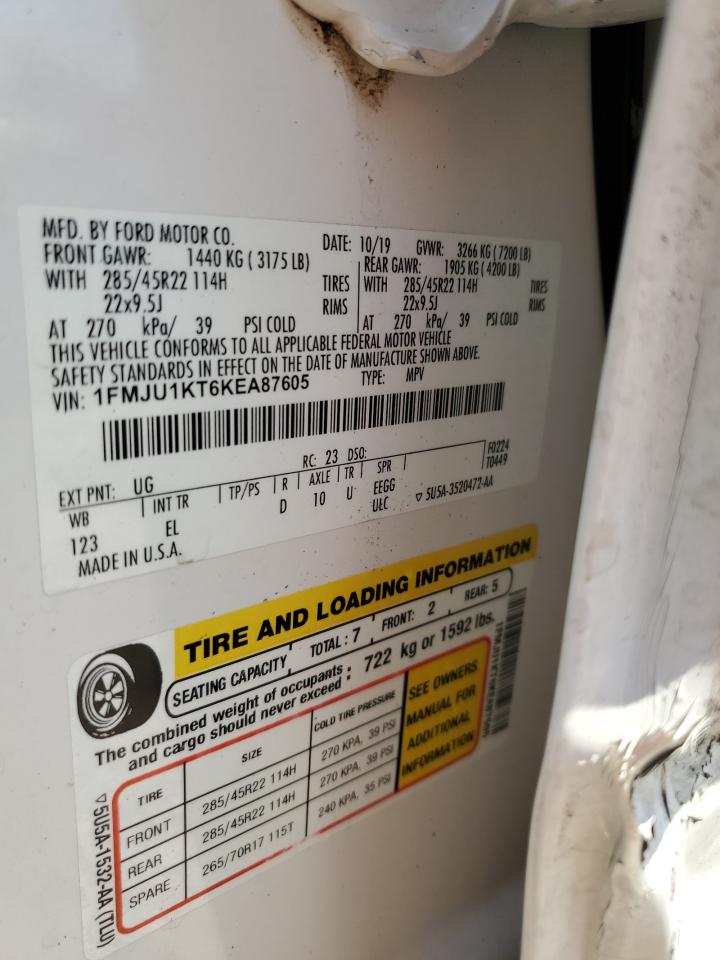 MFD. BY FORD MOTOR CO.
DATE: 10/19 GVWR: 3266 KG ( 7200 LB)
FRONT GAWR: 1440 KG ( 3175 LB) REAR GAWR: 1905 KG ( 4200 LB)
WITH 285/45R22 114H TIRES WITH 285/45R22 114H TIRES
22x9.5J RIMS 22x9.5J RIMS
AT 270 kPa/ 39 PSI COLD AT 270 kPa/ 39 PSI COLD
THIS VEHICLE CONFORMS TO ALL APPLICABLE FEDERAL MOTOR VEHICLE
SAFETY STANDARDS IN EFFECT ON THE DATE OF MANUFACTURE SHOWN ABOVE.
VIN: 1FMJU1KT6KEA87605 TYPE: MPV
F0224
EXT PNT: UG RC: 23 DSO: T0449
WB INT TR TP/PS R AXLE TR SPR
123 EL D 10 U EEGG
U&C ▽ 5U5A-3520472-AA
MADE IN U.S.A.
TIRE AND LOADING INFORMATION
SEATING CAPACITY TOTAL : 7 FRONT: 2 REAR: 5
The combined weight of occupants and cargo should never exceed : 722 kg or 1592 lbs.
TIRE SIZE COLD TIRE PRESSURE
FRONT 285/45R22 114H 270 KPA, 39 PSI
REAR 285/45R22 114H 270 KPA, 39 PSI
SPARE 265/70R17 115T 240 KPA, 35 PSI
SEE OWNERS
MANUAL FOR
ADDITIONAL
INFORMATION
▽5U5A-1532-AA (TLU)